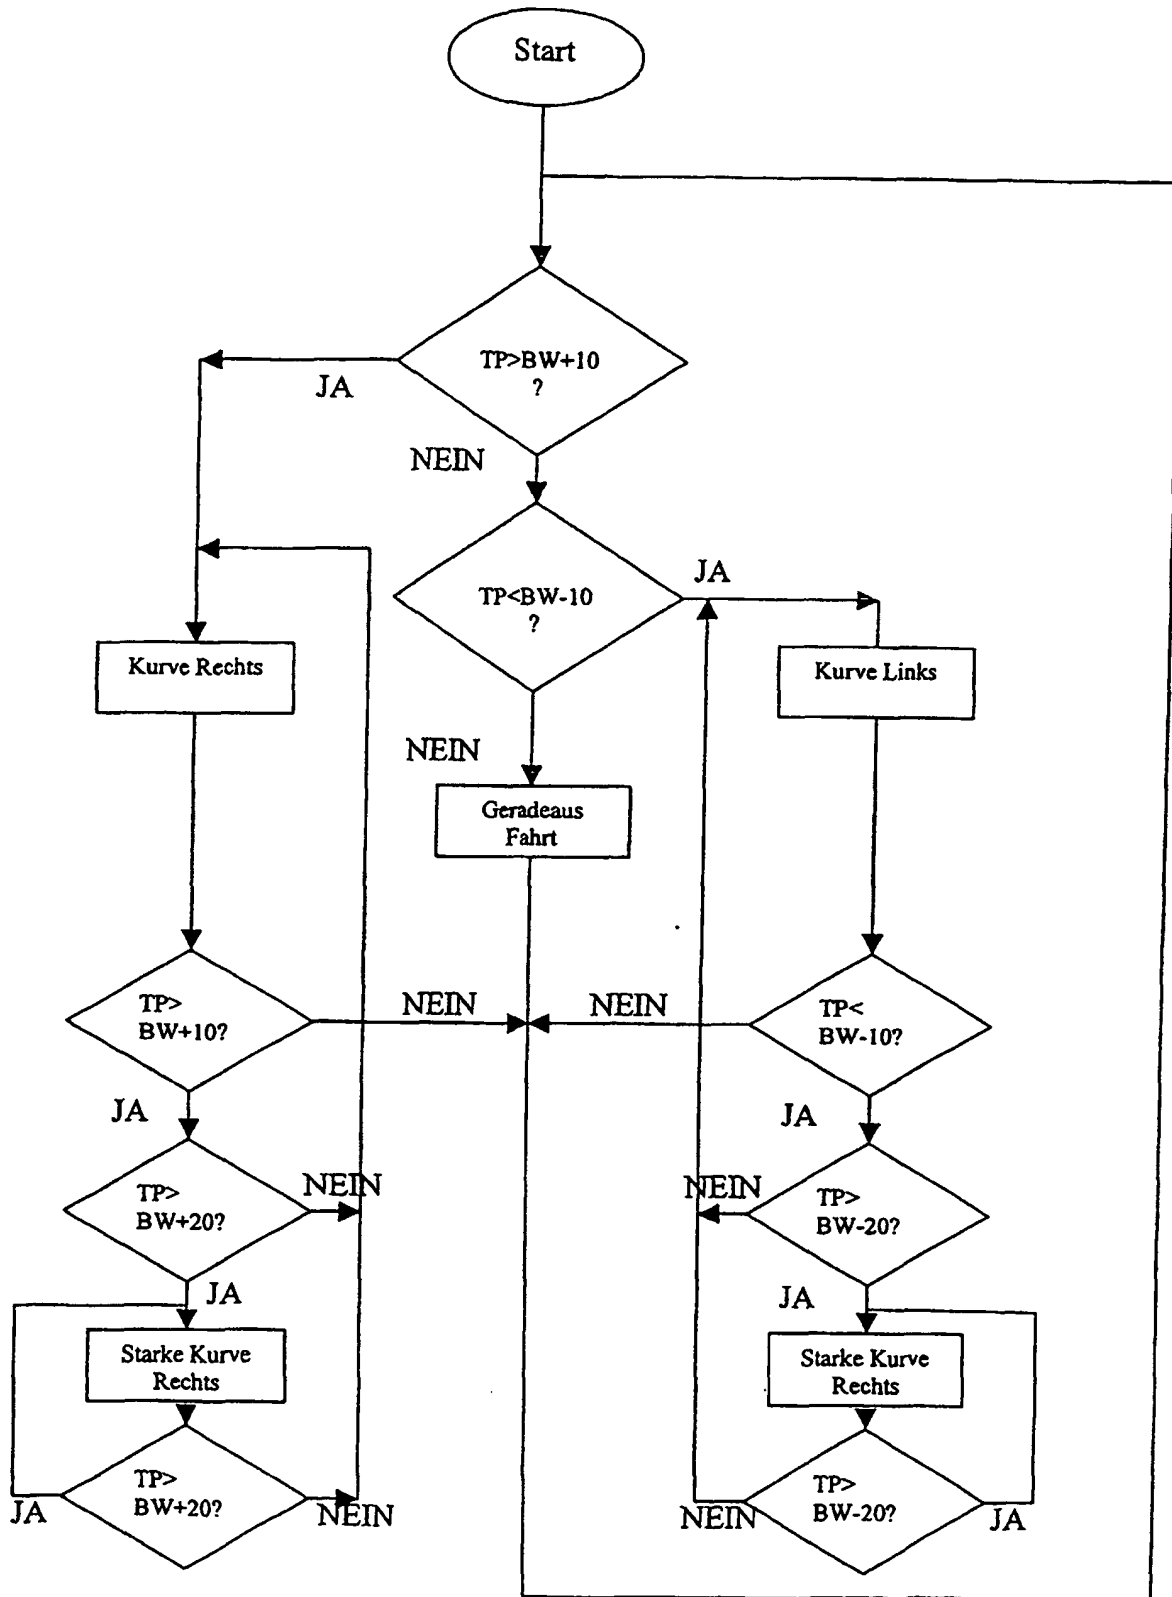 Start
TP>BW+10
?
JA
NEIN
TP<BW-10
?
JA
Kurve Rechts
Kurve Links
NEIN
Geradeaus
Fahrt
TP>
BW+10?
NEIN
NEIN
TP<
BW-10?
JA
JA
TP>
BW+20?
NEIN
NEIN
TP>
BW-20?
JA
JA
Starke Kurve
Rechts
Starke Kurve
Rechts
TP>
BW+20?
JA
NEIN
TP>
BW-20?
NEIN
JA